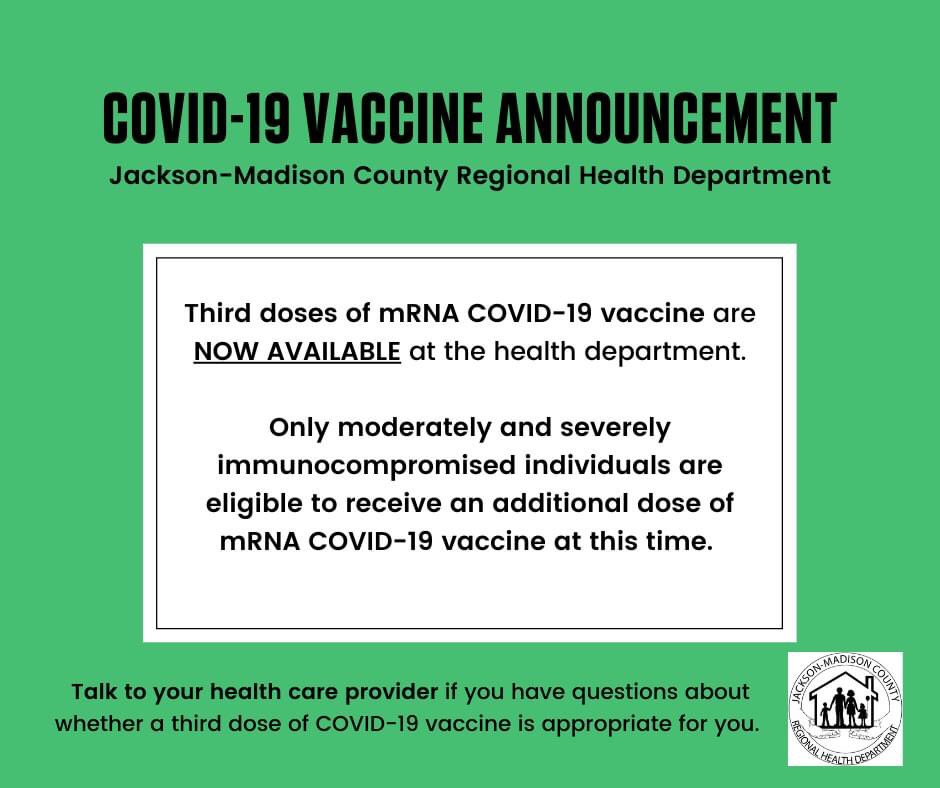 COVID-19 VACCINE ANNOUNCEMENT
Jackson-Madison County Regional Health Department
Third doses of mRNA COVID-19 vaccine are
NOW AVAILABLE at the health department.
Only moderately and severely
immunocompromised individuals are
eligible to receive an additional dose of
mRNA COVID-19 vaccine at this time.
Talk to your health care provider if you have questions about
whether a third dose of COVID-19 vaccine is appropriate for you.
JACKSON-MADISON COUNTY
REGIONAL HEALTH DEPARTMENT